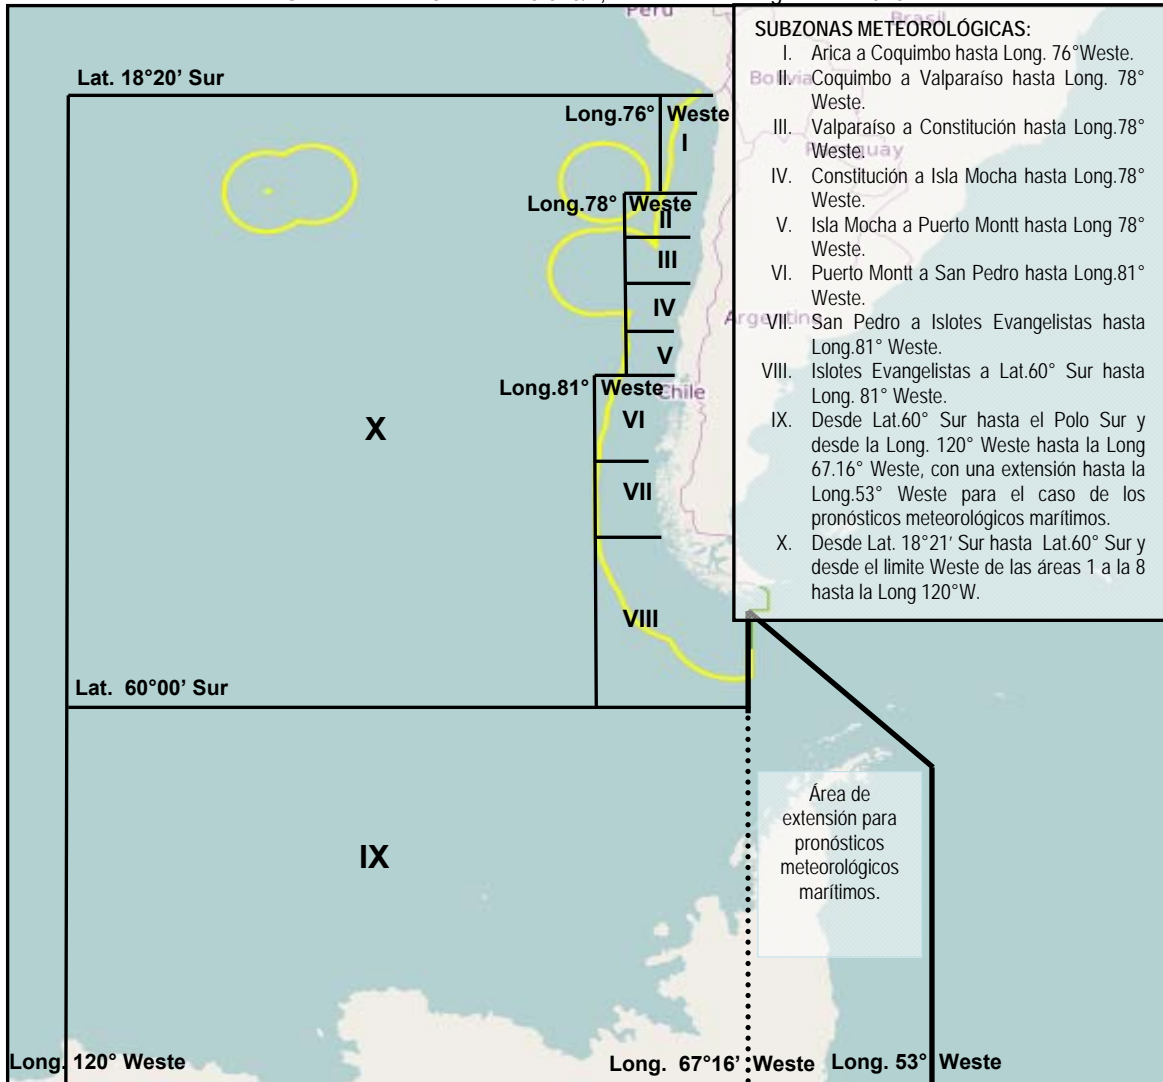 Perú
Brasil
Bolivia
Paraguay
Argentina
Chile
SUBZONAS METEOROLÓGICAS:
I. Arica a Coquimbo hasta Long. 76°Weste.
II. Coquimbo a Valparaíso hasta Long. 78°
Weste.
III. Valparaíso a Constitución hasta Long.78°
Weste.
IV. Constitución a Isla Mocha hasta Long.78°
Weste.
V. Isla Mocha a Puerto Montt hasta Long 78°
Weste.
VI. Puerto Montt a San Pedro hasta Long.81°
Weste.
VII. San Pedro a Islotes Evangelistas hasta
Long.81° Weste.
VIII. Islotes Evangelistas a Lat.60° Sur hasta
Long. 81° Weste.
IX. Desde Lat.60° Sur hasta el Polo Sur y
desde la Long. 120° Weste hasta la Long
67.16° Weste, con una extensión hasta la
Long.53° Weste para el caso de los
pronósticos meteorológicos marítimos.
X. Desde Lat. 18°21' Sur hasta Lat.60° Sur y
desde el limite Weste de las áreas 1 a la 8
hasta la Long 120°W.
Lat. 18°20' Sur
Long.76° Weste
I
Long.78° Weste
II
III
IV
V
Long.81° Weste
VI
X
VII
VIII
Lat. 60°00' Sur
Área de
extensión para
pronósticos
meteorológicos
marítimos.
IX
Long. 120° Weste
Long. 67°16' Weste
Long. 53° Weste